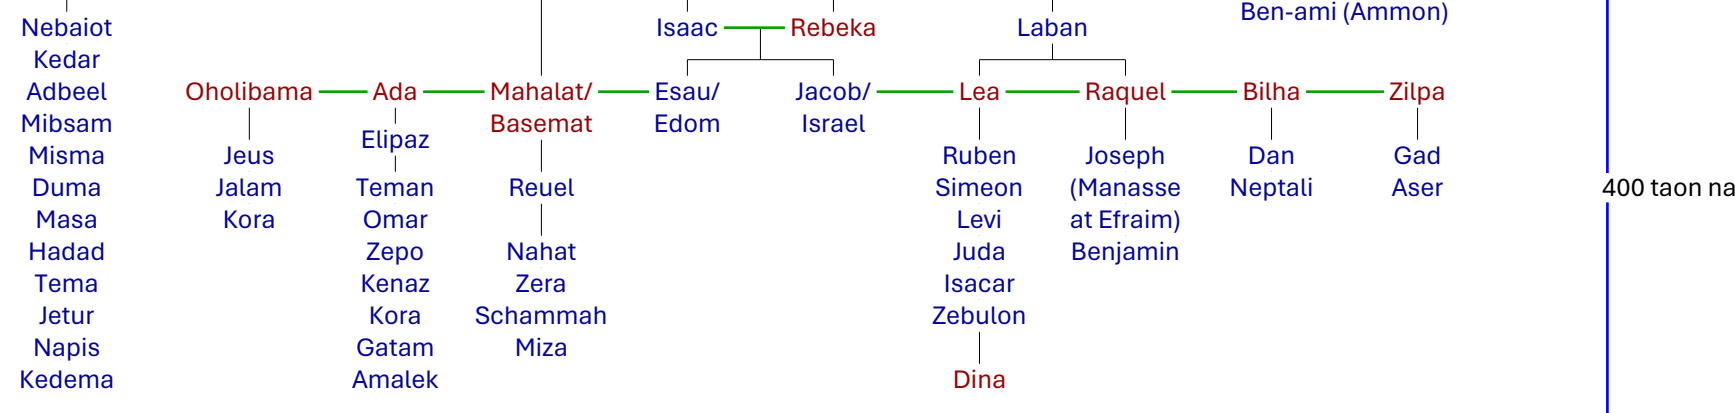 Ben-ami (Ammon)
Nebaiot
Isaac
Rebeka
Laban
Kedar
Adbeel
Oholibama
Ada
Mahalat/
Esau/
Jacob/
Lea
Raquel
Bilha
Zilpa
Mibsam
Basemat
Edom
Israel
Elipaz
Misma
Jeus
Ruben
Joseph
Dan
Gad
Duma
Jalam
Teman
Reuel
Simeon
(Manasse
Neptali
Aser
400 taon na
Masa
Kora
Omar
Levi
at Efraim)
Hadad
Zepo
Nahat
Juda
Benjamin
Tema
Kenaz
Zera
Isacar
Jetur
Kora
Schammah
Zebulon
Napis
Gatam
Miza
Kedema
Amalek
Dina